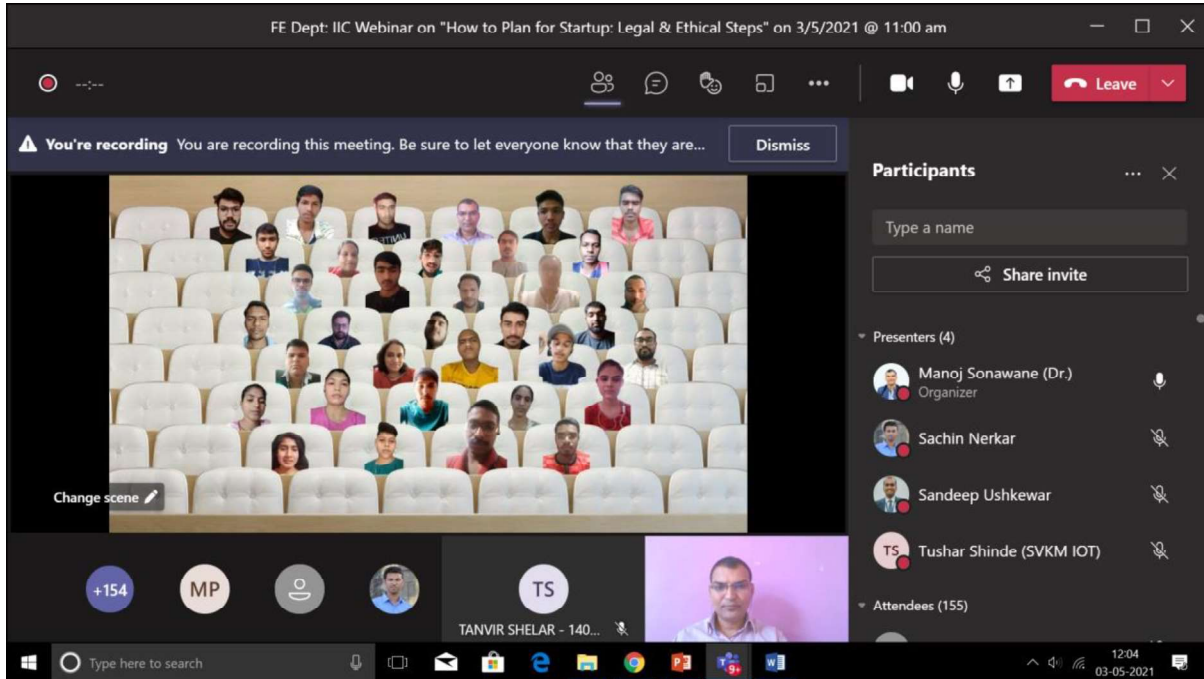 FE Dept: IIC Webinar on "How to Plan for Startup: Legal & Ethical Steps" on 3/5/2021 @ 11:00 am
--:--
Leave
You're recording You are recording this meeting. Be sure to let everyone know that they are...
Dismiss
Participants
Type a name
Share invite
Presenters (4)
Manoj Sonawane (Dr.)
Organizer
Sachin Nerkar
Sandeep Ushkewar
TS
Tushar Shinde (SVKM IOT)
Attendees (155)
Change scene
+154
MP
TS
TANVIR SHELAR - 140...
Type here to search
9+
12:04
03-05-2021